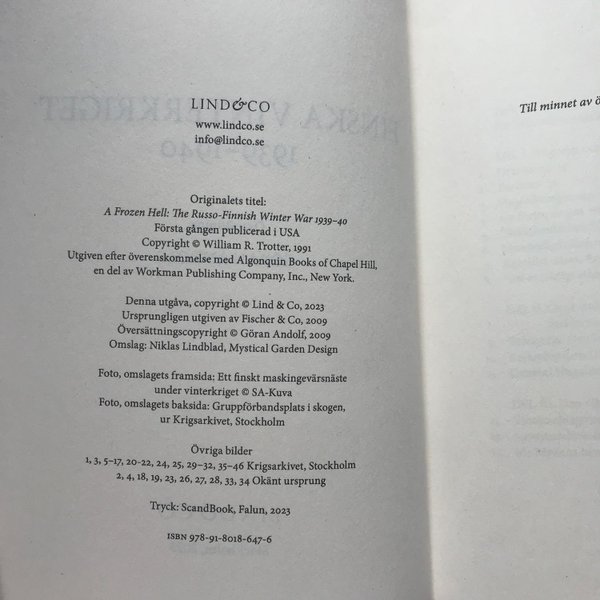 LIND&CO
www.lindco.se
info@lindco.se
Originalets titel:
A Frozen Hell: The Russo-Finnish Winter War 1939–40
Första gången publicerad i USA
Copyright © William R. Trotter, 1991
Utgiven efter överenskommelse med Algonquin Books of Chapel Hill,
en del av Workman Publishing Company, Inc., New York.
Denna utgåva, copyright © Lind & Co, 2023
Ursprungligen utgiven av Fischer & Co, 2009
Översättningscopyright © Göran Andolf, 2009
Omslag: Niklas Lindblad, Mystical Garden Design
Foto, omslagets framsida: Ett finskt maskingevärsnäste
under vinterkriget © SA-Kuva
Foto, omslagets baksida: Gruppförbandsplats i skogen,
ur Krigsarkivet, Stockholm
Övriga bilder
1, 3, 5–17, 20–22, 24, 25, 29–32, 35–46 Krigsarkivet, Stockholm
2, 4, 18, 19, 23, 26, 27, 28, 33, 34 Okänt ursprung
Tryck: ScandBook, Falun, 2023
ISBN 978-91-8018-647-6
Till minnet av